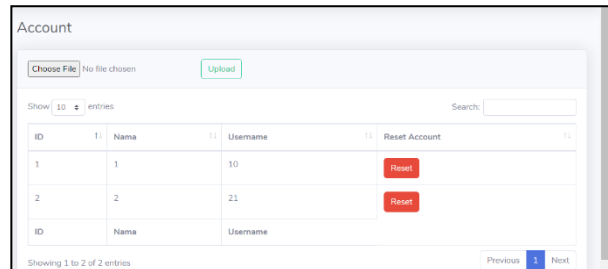 Account
Choose File No file chosen Upload
Show 10 entries Search:
ID Nama Username Reset Account
1 1 10 Reset
2 2 21 Reset
ID Nama Username
Showing 1 to 2 of 2 entries Previous 1 Next